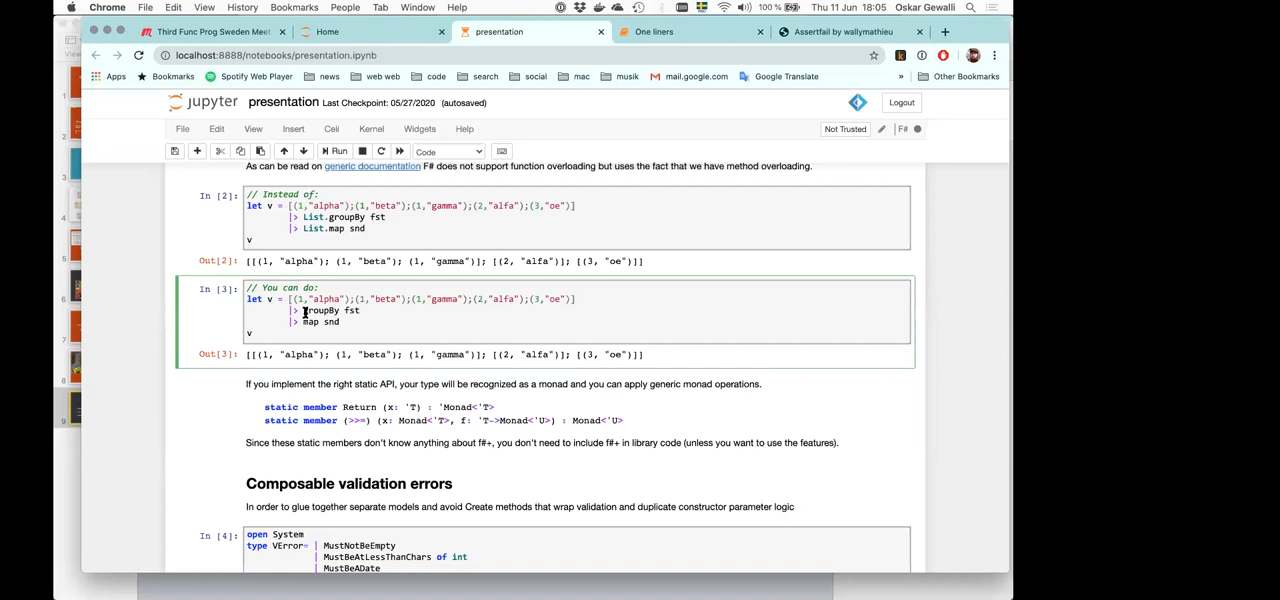 Chrome File Edit View History Bookmarks People Tab Window Help 100 % Thu 11 Jun 18:05 Oskar Gewalli
Third Func Prog Sweden Meet × Home × presentation × One liners × Assertfail by wallymathieu × +
localhost:8888/notebooks/presentation.ipynb
Apps Bookmarks Spotify Web Player news web web code search social mac musik mail.google.com Google Translate » Other Bookmarks
jupyter presentation Last Checkpoint: 05/27/2020 (autosaved) Logout
File Edit View Insert Cell Kernel Widgets Help Not Trusted F#
Run Code
As can be read on generic documentation F# does not support function overloading but uses the fact that we have method overloading.
In [2]: // Instead of:
let v = [(1,"alpha");(1,"beta");(1,"gamma");(2,"alfa");(3,"oe")]
|> List.groupBy fst
|> List.map snd
v
Out[2]: [[(1, "alpha"); (1, "beta"); (1, "gamma")]; [(2, "alfa")]; [(3, "oe")]]
In [3]: // You can do:
let v = [(1,"alpha");(1,"beta");(1,"gamma");(2,"alfa");(3,"oe")]
|> groupBy fst
|> map snd
v
Out[3]: [[(1, "alpha"); (1, "beta"); (1, "gamma")]; [(2, "alfa")]; [(3, "oe")]]
If you implement the right static API, your type will be recognized as a monad and you can apply generic monad operations.
static member Return (x: 'T) : 'Monad<'T>
static member (>>=) (x: Monad<'T>, f: 'T->Monad<'U>) : Monad<'U>
Since these static members don't know anything about f#+, you don't need to include f#+ in library code (unless you want to use the features).
Composable validation errors
In order to glue together separate models and avoid Create methods that wrap validation and duplicate constructor parameter logic
In [4]: open System
type VError= | MustNotBeEmpty
| MustBeAtLessThanChars of int
| MustBeADate
1
2
3
4
5
6
7
8
9